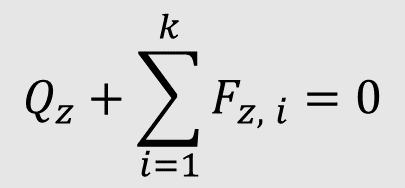 Q_z + \sum_{i=1}^{k} F_{z, i} = 0